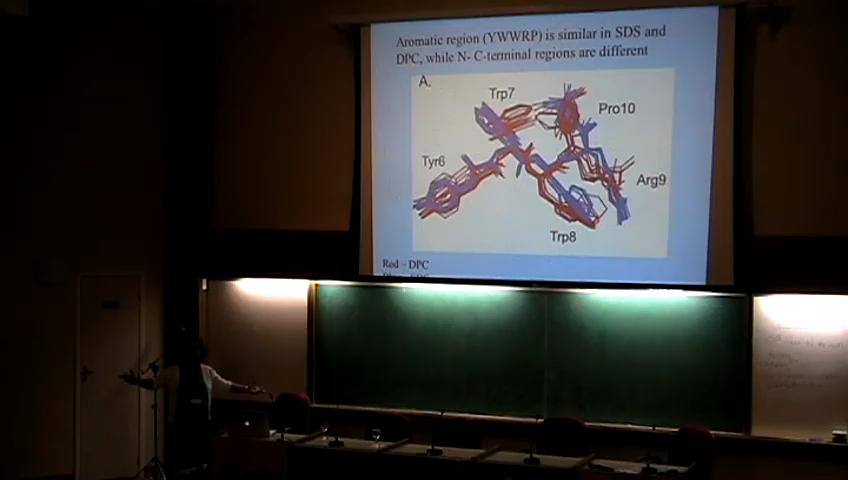 Aromatic region (YWWRP) is similar in SDS and
DPC, while N- C-terminal regions are different
A.
Trp7
Pro10
Tyr6
Arg9
Trp8
Red – DPC